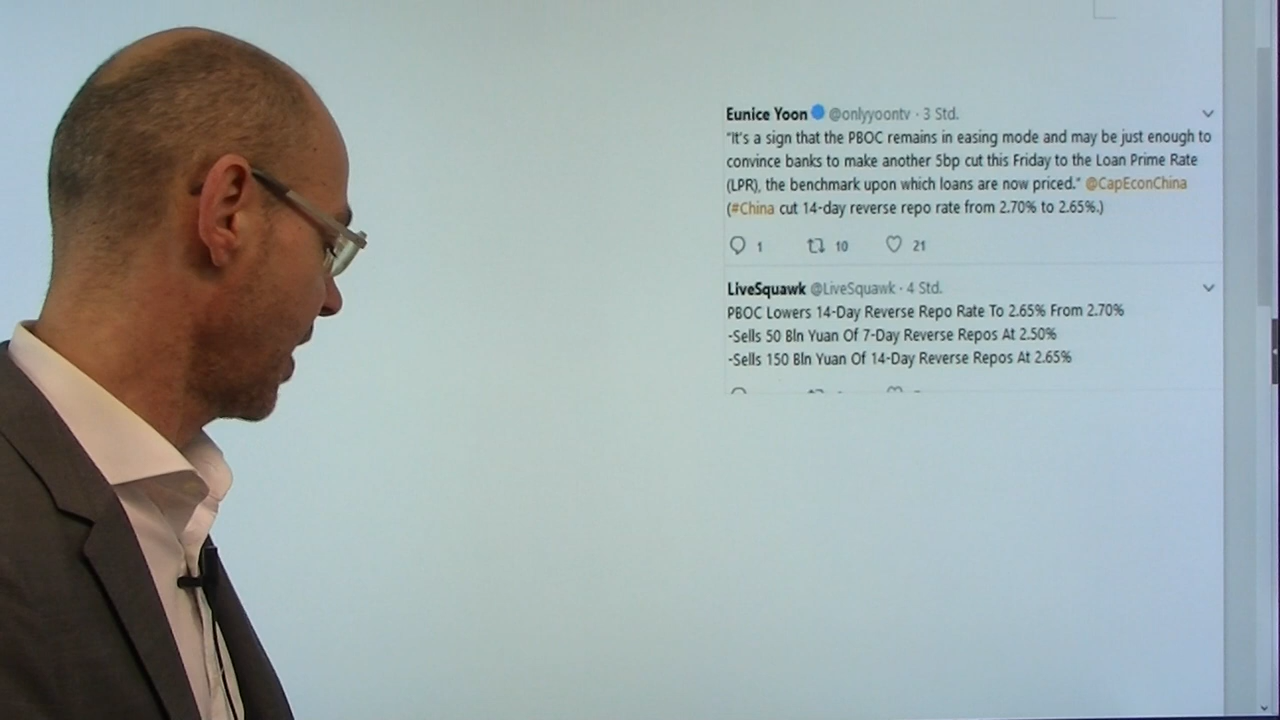 Eunice Yoon @onlyyoontv · 3 Std.
"It's a sign that the PBOC remains in easing mode and may be just enough to
convince banks to make another 5bp cut this Friday to the Loan Prime Rate
(LPR), the benchmark upon which loans are now priced." @CapEconChina
(#China cut 14-day reverse repo rate from 2.70% to 2.65%.)
1 10 21
LiveSquawk @LiveSquawk · 4 Std.
PBOC Lowers 14-Day Reverse Repo Rate To 2.65% From 2.70%
-Sells 50 Bln Yuan Of 7-Day Reverse Repos At 2.50%
-Sells 150 Bln Yuan Of 14-Day Reverse Repos At 2.65%